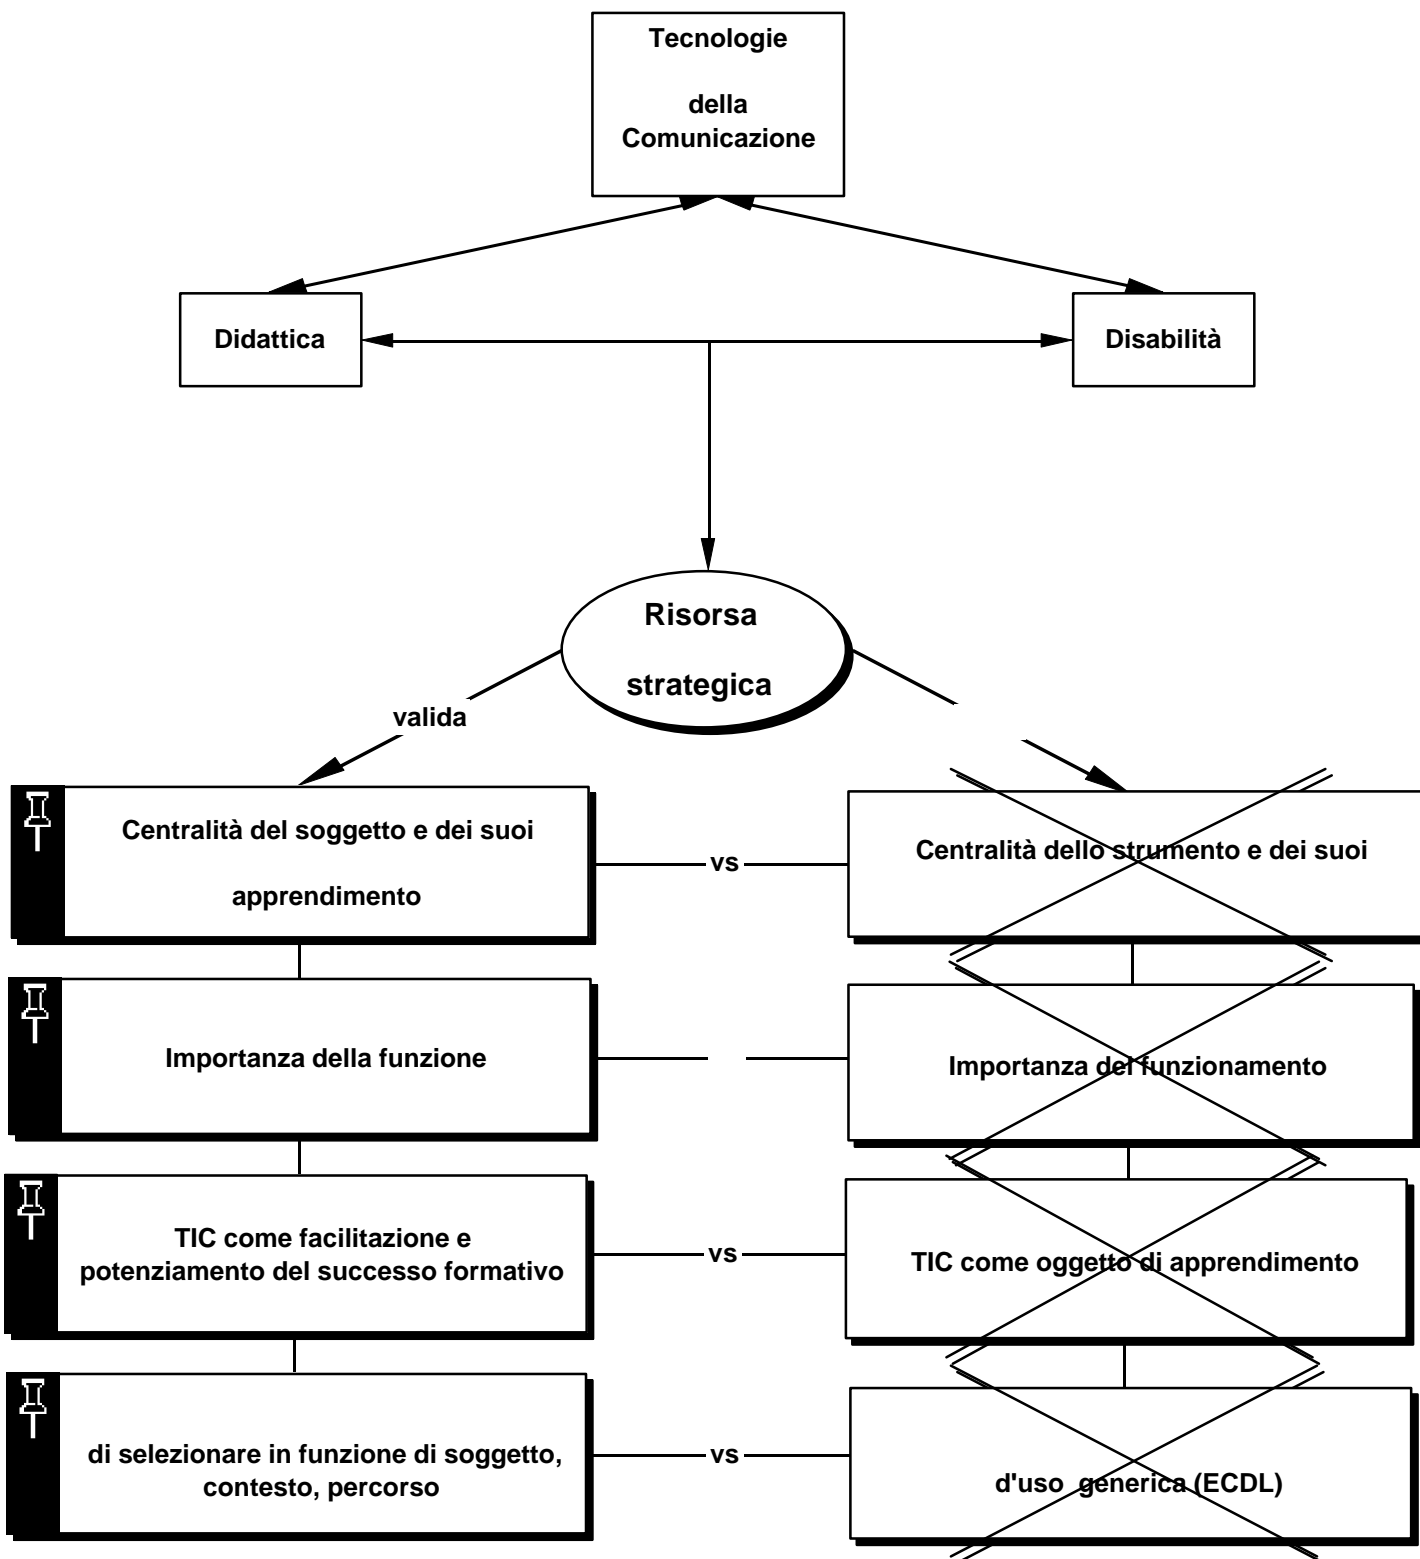 Tecnologie
della
Comunicazione
Didattica
Disabilità
Risorsa
strategica
valida
Centralità del soggetto e dei suoi
apprendimento
vs
Centralità dello strumento e dei suoi
Importanza della funzione
Importanza del funzionamento
TIC come facilitazione e
potenziamento del successo formativo
vs
TIC come oggetto di apprendimento
di selezionare in funzione di soggetto,
contesto, percorso
vs
d'uso generica (ECDL)